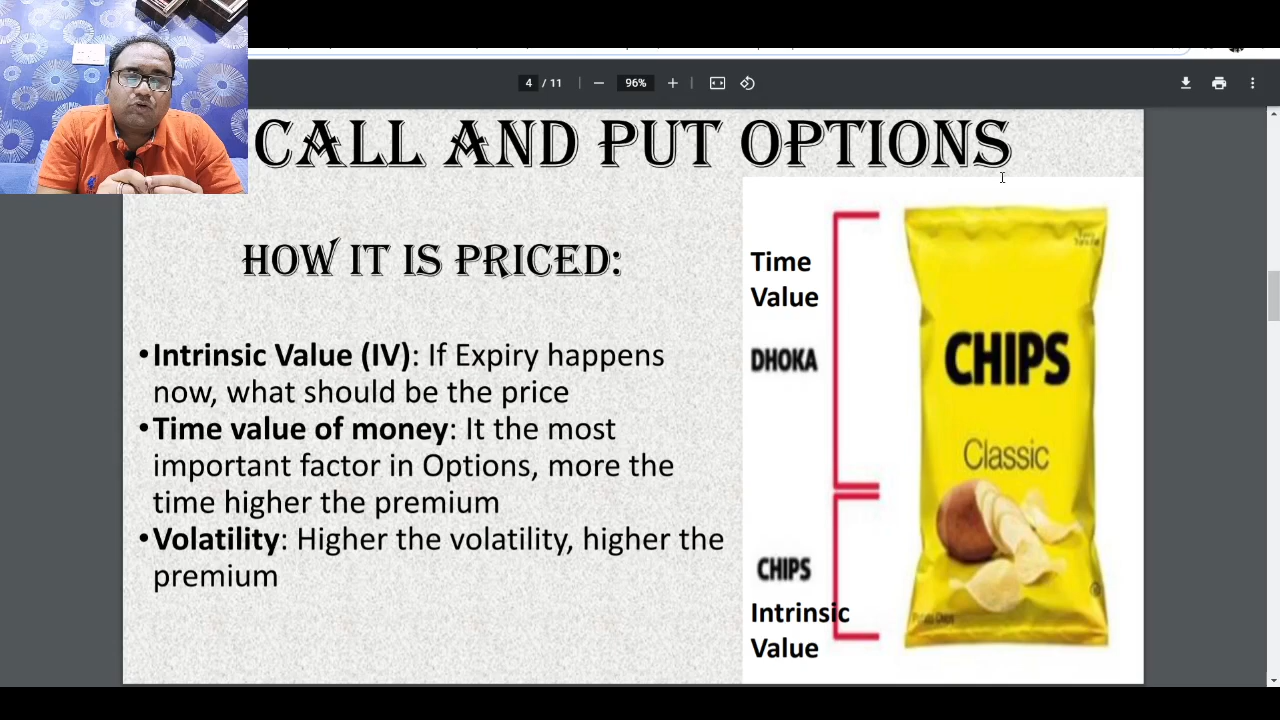 4 / 11
96%
CALL AND PUT OPTIONS
HOW IT IS PRICED:
•Intrinsic Value (IV): If Expiry happens
now, what should be the price
•Time value of money: It the most
important factor in Options, more the
time higher the premium
•Volatility: Higher the volatility, higher the
premium
Time
Value
DHOKA
CHIPS
Intrinsic
Value
CHIPS
Classic